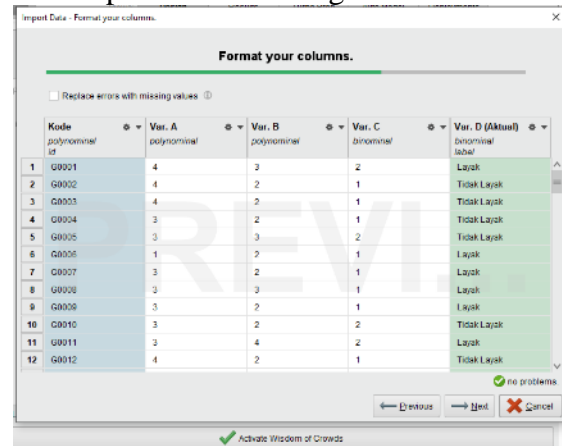 Import Data - Format your columns.
Format your columns.
Replace errors with missing values
Kode Var. A Var. B Var. C Var. D (Aktual)
polynominal polynominal polynominal binominal binominal
id label
1 G0001 4 3 2 Layak
2 G0002 4 2 1 Tidak Layak
3 G0003 4 2 1 Tidak Layak
4 G0004 3 2 1 Tidak Layak
5 G0005 3 3 2 Tidak Layak
6 G0006 1 2 1 Layak
7 G0007 3 2 1 Layak
8 G0008 3 3 1 Layak
9 G0009 3 2 1 Layak
10 G0010 3 2 2 Tidak Layak
11 G0011 3 4 2 Layak
12 G0012 4 2 1 Tidak Layak
PREVI...
no problems.
Previous Next Cancel
Activate Wisdom of Crowds